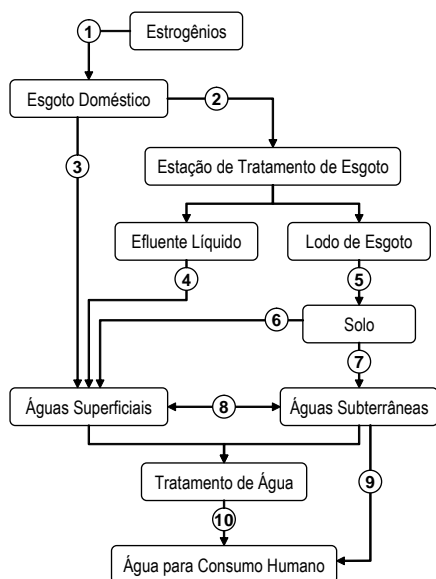 1
Estrogênios
Esgoto Doméstico
2
3
Estação de Tratamento de Esgoto
Efluente Líquido
Lodo de Esgoto
4
5
6
Solo
7
Águas Superficiais
8
Águas Subterrâneas
Tratamento de Água
9
10
Água para Consumo Humano